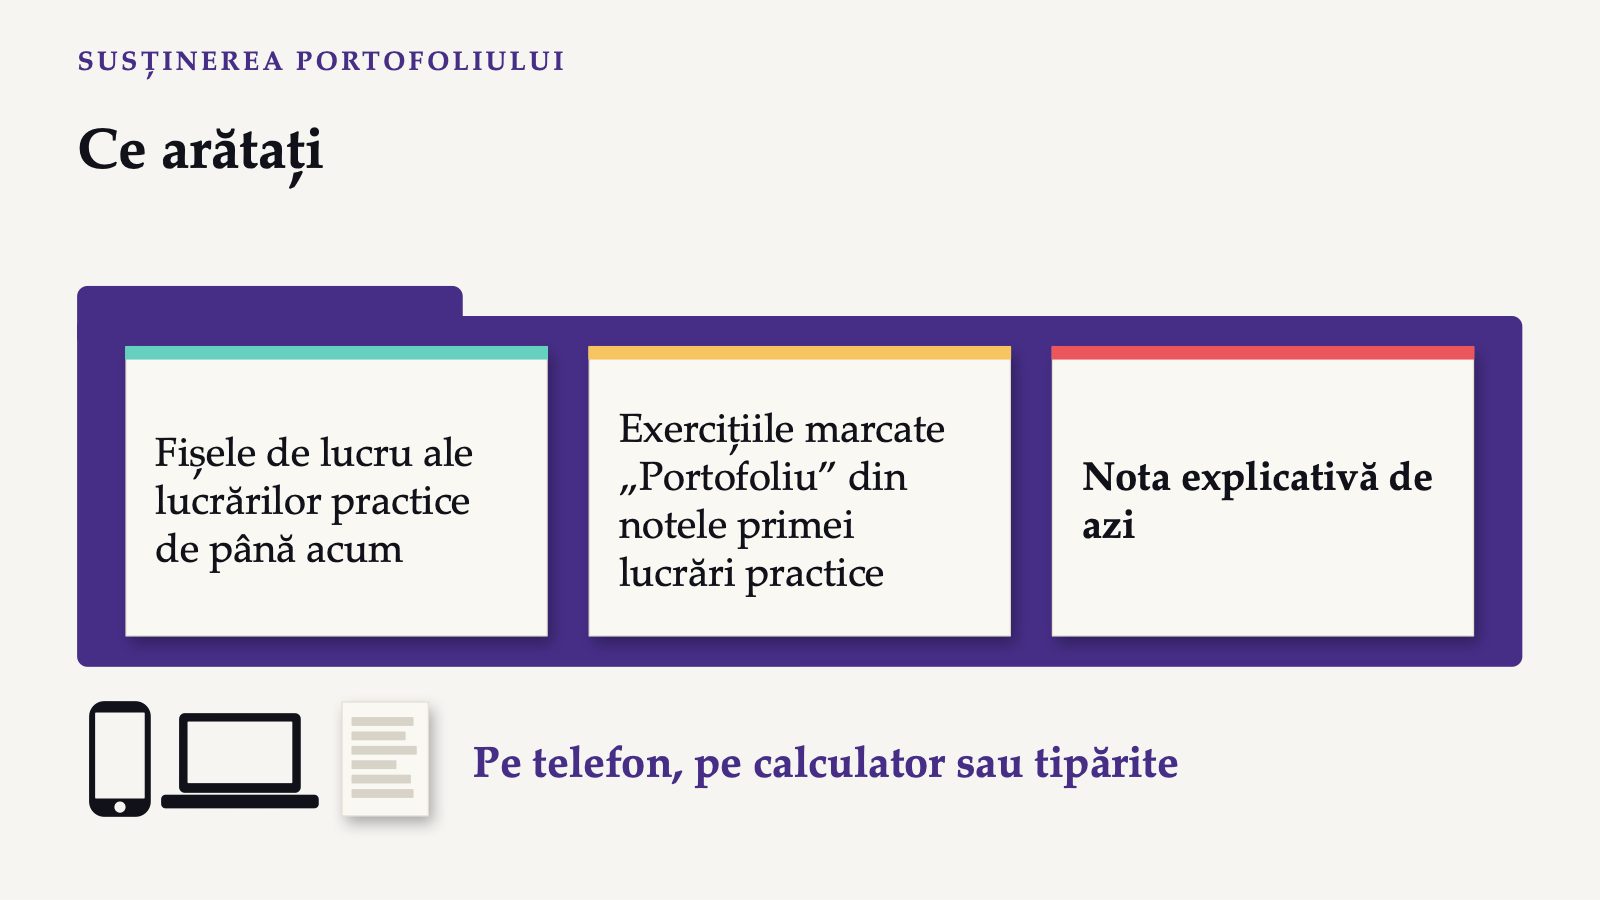 SUSȚINEREA PORTOFOLIULUI
Ce arătați
Fișele de lucru ale
lucrărilor practice
de până acum
Exercițiile marcate
„Portofoliu” din
notele primei
lucrări practice
Nota explicativă de
azi
Pe telefon, pe calculator sau tipărite